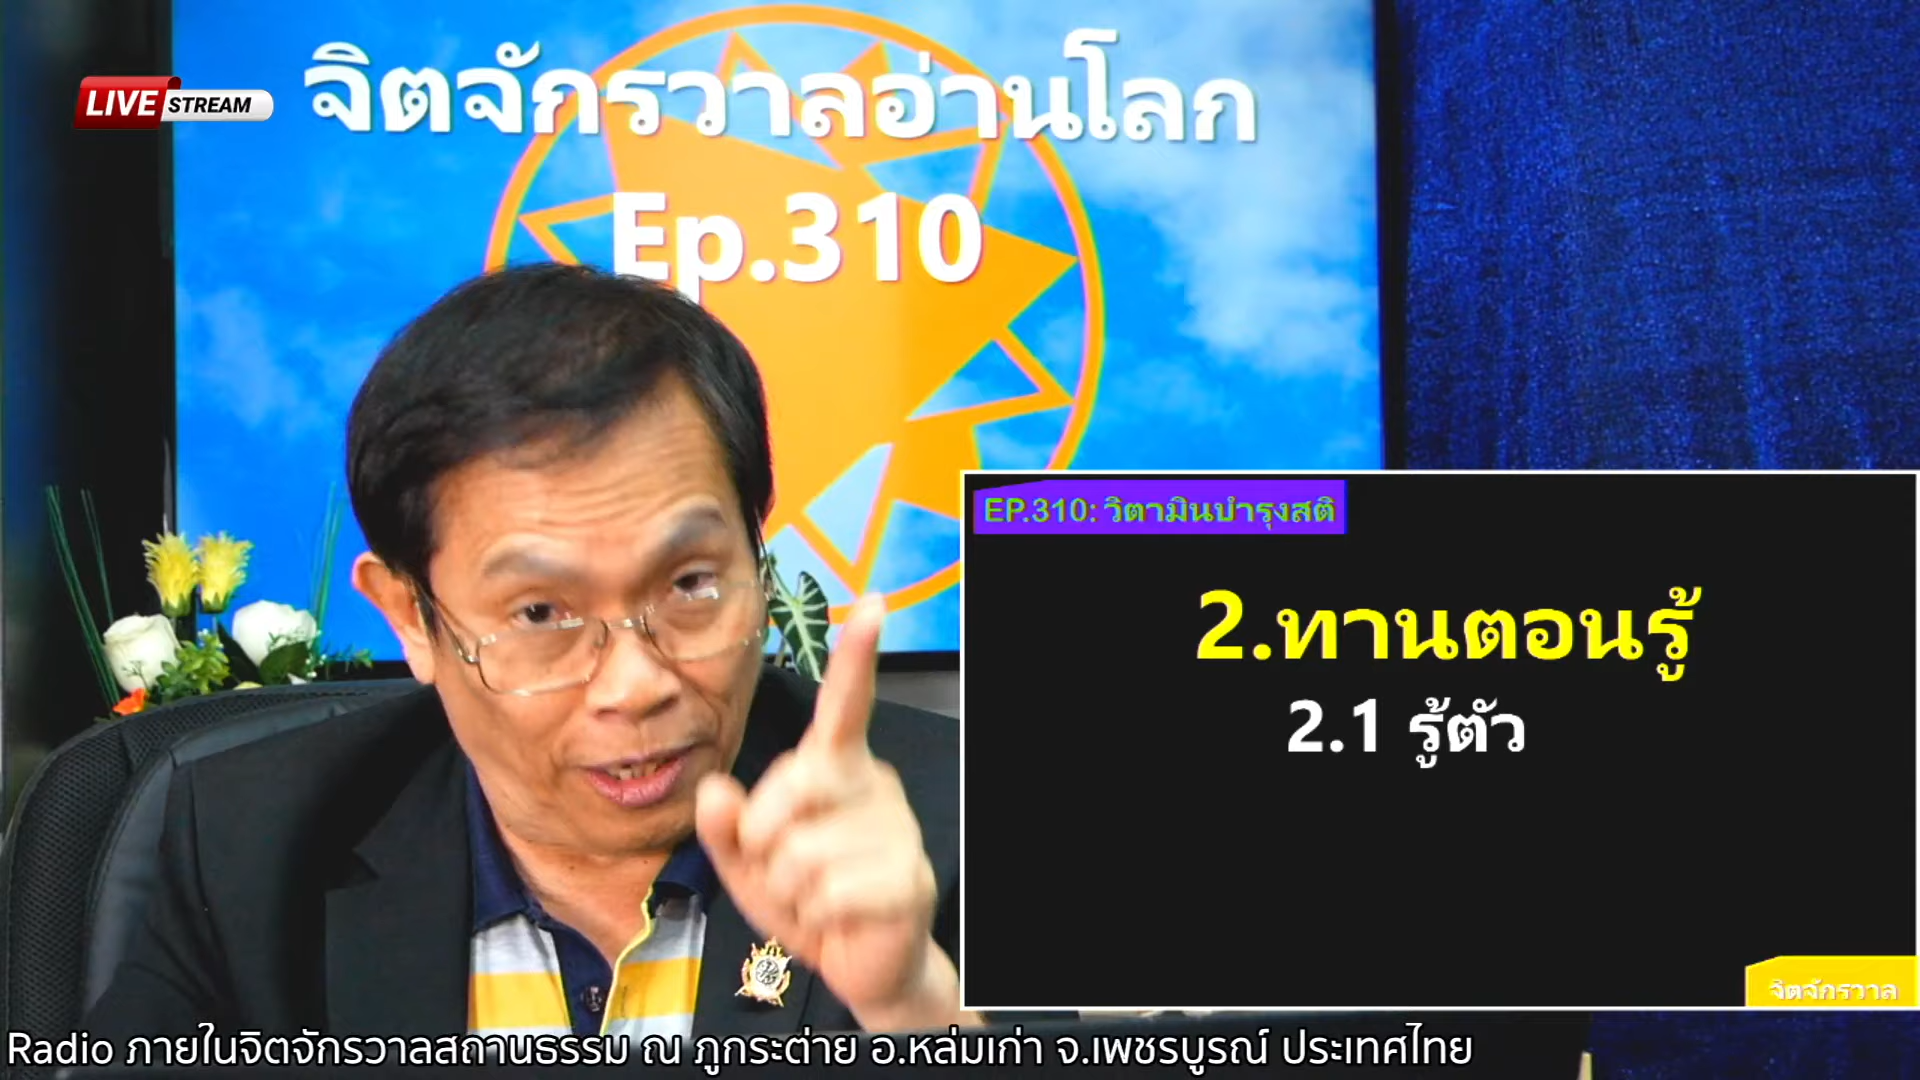 LIVE STREAM
จิตจักรวาลอ่านโลก
Ep.310
EP.310: วิตามินบำรุงสติ
2.ทานตอนรู้
2.1 รู้ตัว
จิตจักรวาล
Radio ภายในจิตจักรวาลสถานธรรม ณ ภูกระต่าย อ.หล่มเก่า จ.เพชรบูรณ์ ประเทศไทย